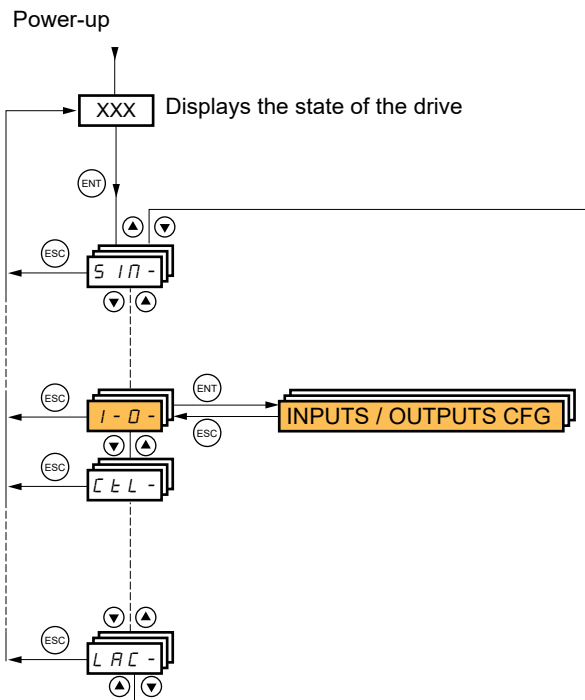 Power-up
XXX Displays the state of the drive
ENT
ESC
SIM-
ESC
I-O-
ENT
ESC
INPUTS / OUTPUTS CFG
ESC
CtL-
ESC
LAC-